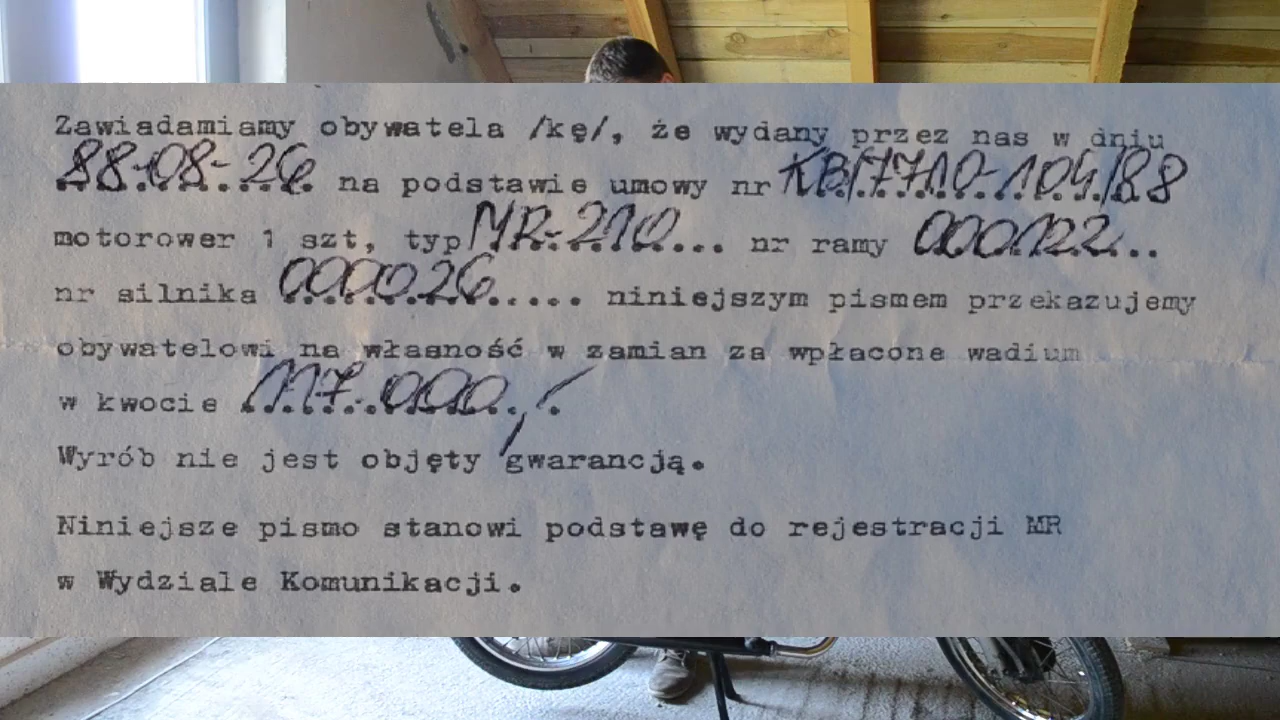 Zawiadamiamy obywatela /kę/, że wydany przez nas w dniu
88-08-26 na podstawie umowy nr KB/7710-104/88
motorower 1 szt, typ MR-210... nr ramy 000122...
nr silnika 000026..... niniejszym pismem przekazujemy
obywatelowi na własność w zamian za wpłacone wadium
w kwocie 117.000,-
Wyrób nie jest objęty gwarancją.
Niniejsze pismo stanowi podstawę do rejestracji MR
w Wydziale Komunikacji.